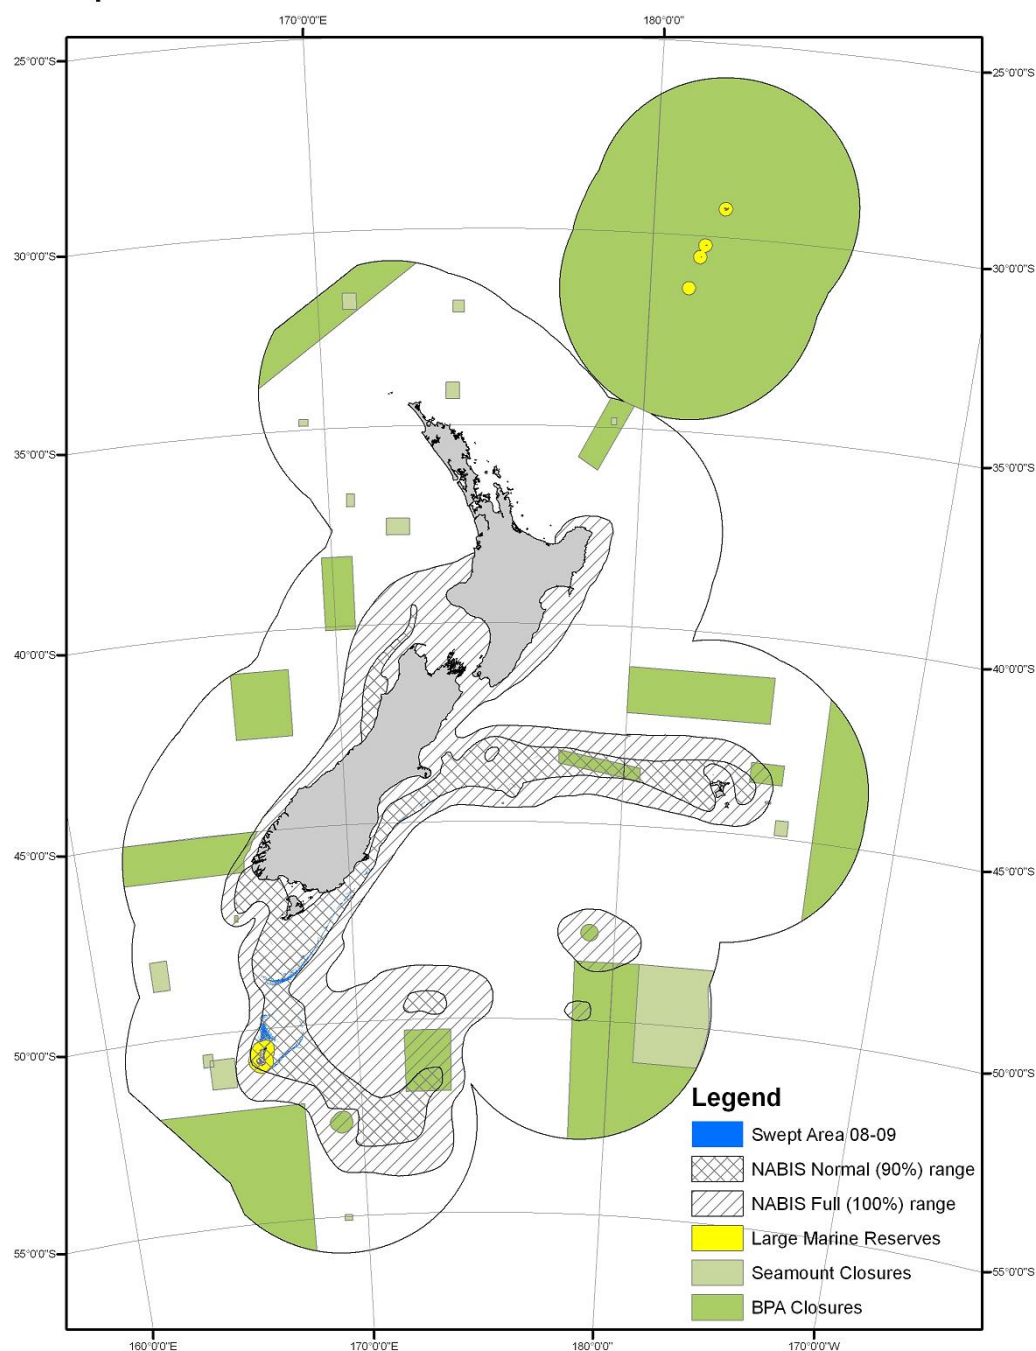 170°0'0"E
180°0'0"
25°0'0"S
25°0'0"S
30°0'0"S
30°0'0"S
35°0'0"S
35°0'0"S
40°0'0"S
40°0'0"S
45°0'0"S
45°0'0"S
50°0'0"S
50°0'0"S
55°0'0"S
55°0'0"S
Legend
Swept Area 08-09
NABIS Normal (90%) range
NABIS Full (100%) range
Large Marine Reserves
Seamount Closures
BPA Closures
160°0'0"E
170°0'0"E
180°0'0"
170°0'0"W